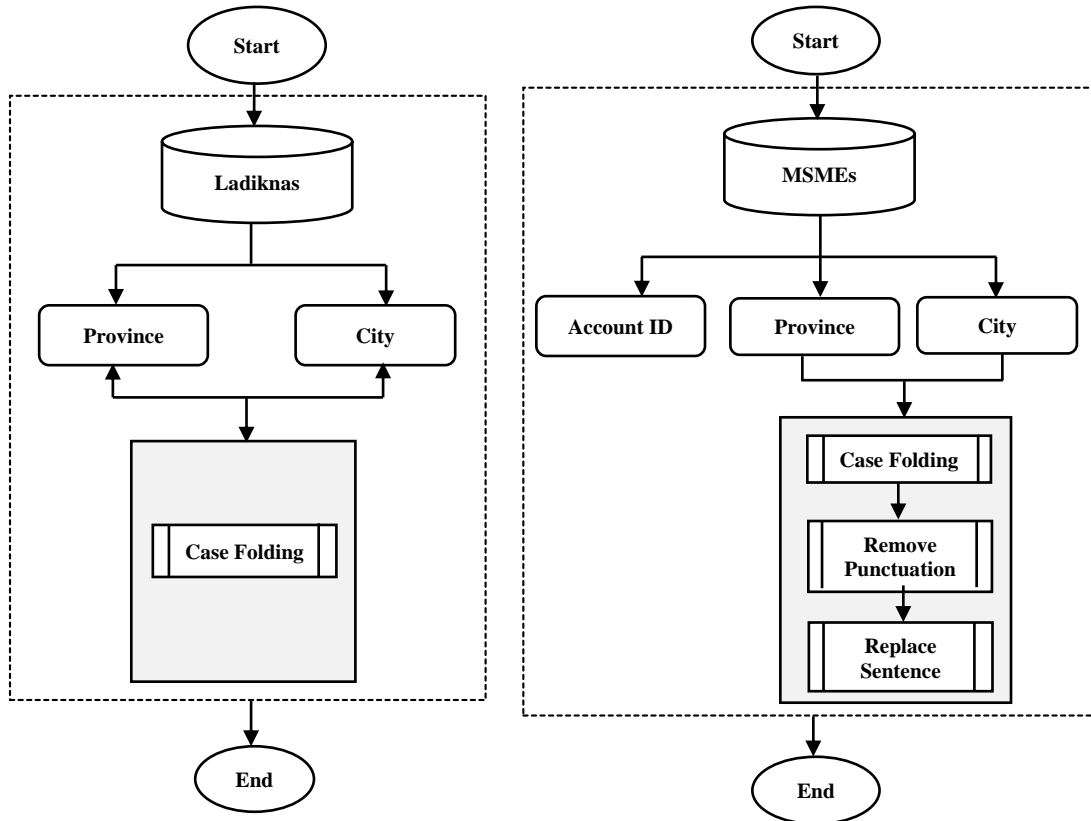 Start
Ladiknas
Province
City
Case Folding
End
Start
MSMEs
Account ID
Province
City
Case Folding
Remove
Punctuation
Replace
Sentence
End